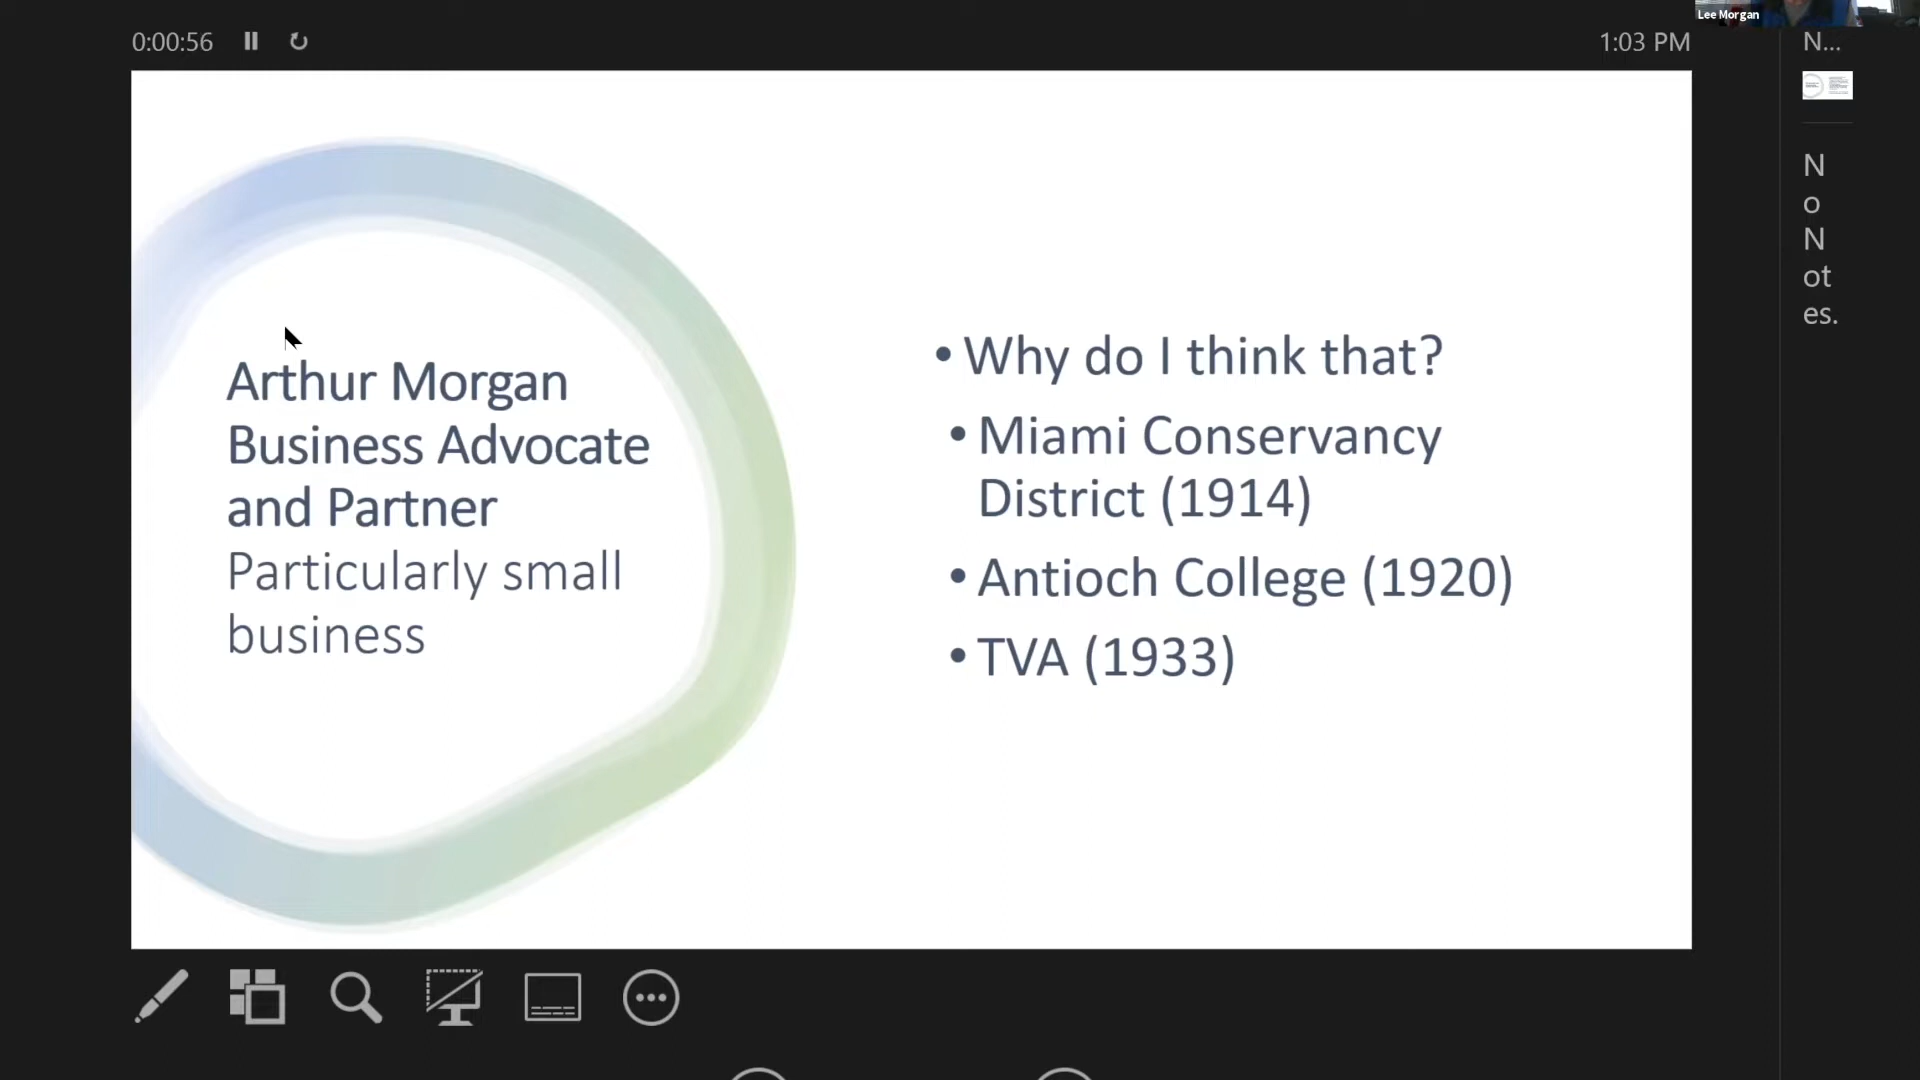 Lee Morgan
0:00:56
1:03 PM
N...
Arthur Morgan
Business Advocate
and Partner
Particularly small
business
• Why do I think that?
• Miami Conservancy
District (1914)
• Antioch College (1920)
• TVA (1933)
N
o
N
ot
es.